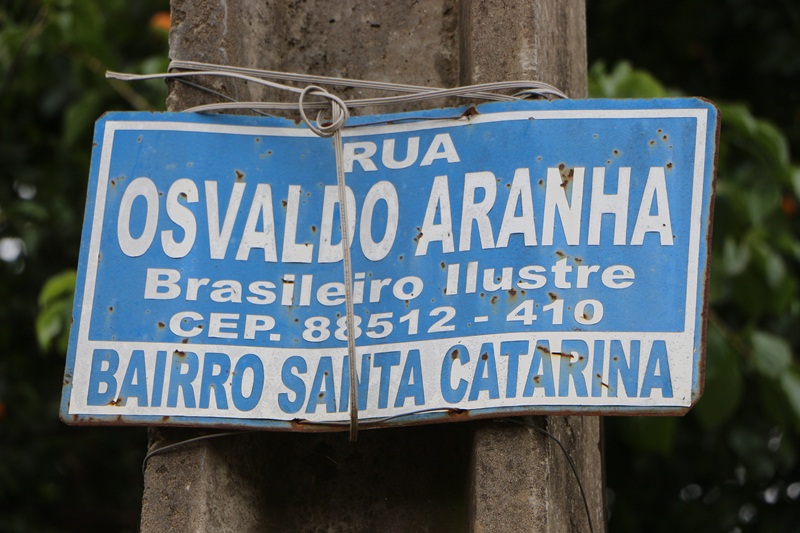 RUA
OSVALDO ARANHA
Brasileiro Ilustre
CEP. 88512 - 410
BAIRRO SANTA CATARINA